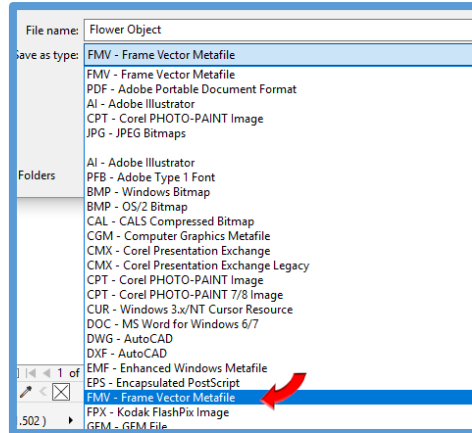 File name: Flower Object
Save as type: FMV - Frame Vector Metafile
FMV - Frame Vector Metafile
PDF - Adobe Portable Document Format
AI - Adobe Illustrator
CPT - Corel PHOTO-PAINT Image
JPG - JPEG Bitmaps
AI - Adobe Illustrator
Folders
PFB - Adobe Type 1 Font
BMP - Windows Bitmap
BMP - OS/2 Bitmap
CAL - CALS Compressed Bitmap
CGM - Computer Graphics Metafile
CMX - Corel Presentation Exchange
CMX - Corel Presentation Exchange Legacy
CPT - Corel PHOTO-PAINT Image
CPT - Corel PHOTO-PAINT 7/8 Image
CUR - Windows 3.x/NT Cursor Resource
DOC - MS Word for Windows 6/7
DWG - AutoCAD
DXF - AutoCAD
1 of
EMF - Enhanced Windows Metafile
EPS - Encapsulated PostScript
FMV - Frame Vector Metafile
FPX - Kodak FlashPix Image
.502 )
GEM - GEM File